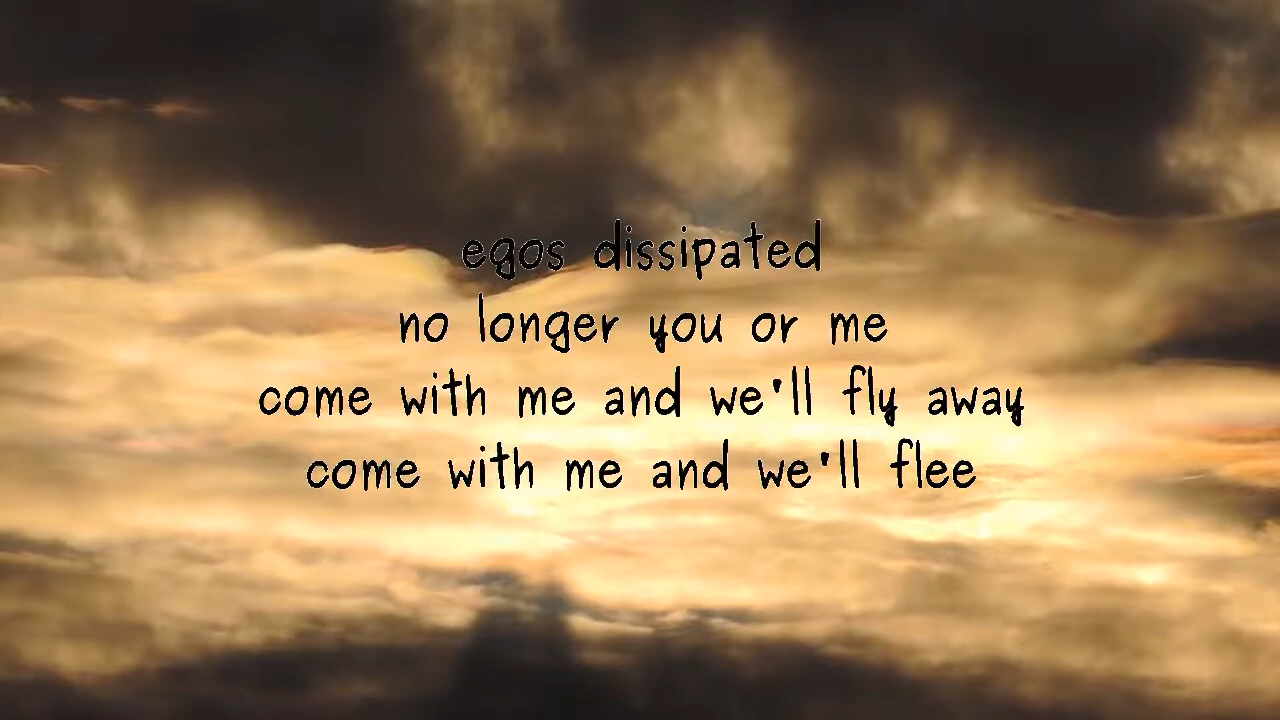 egos dissipated
no longer you or me
come with me and we'll fly away
come with me and we'll flee